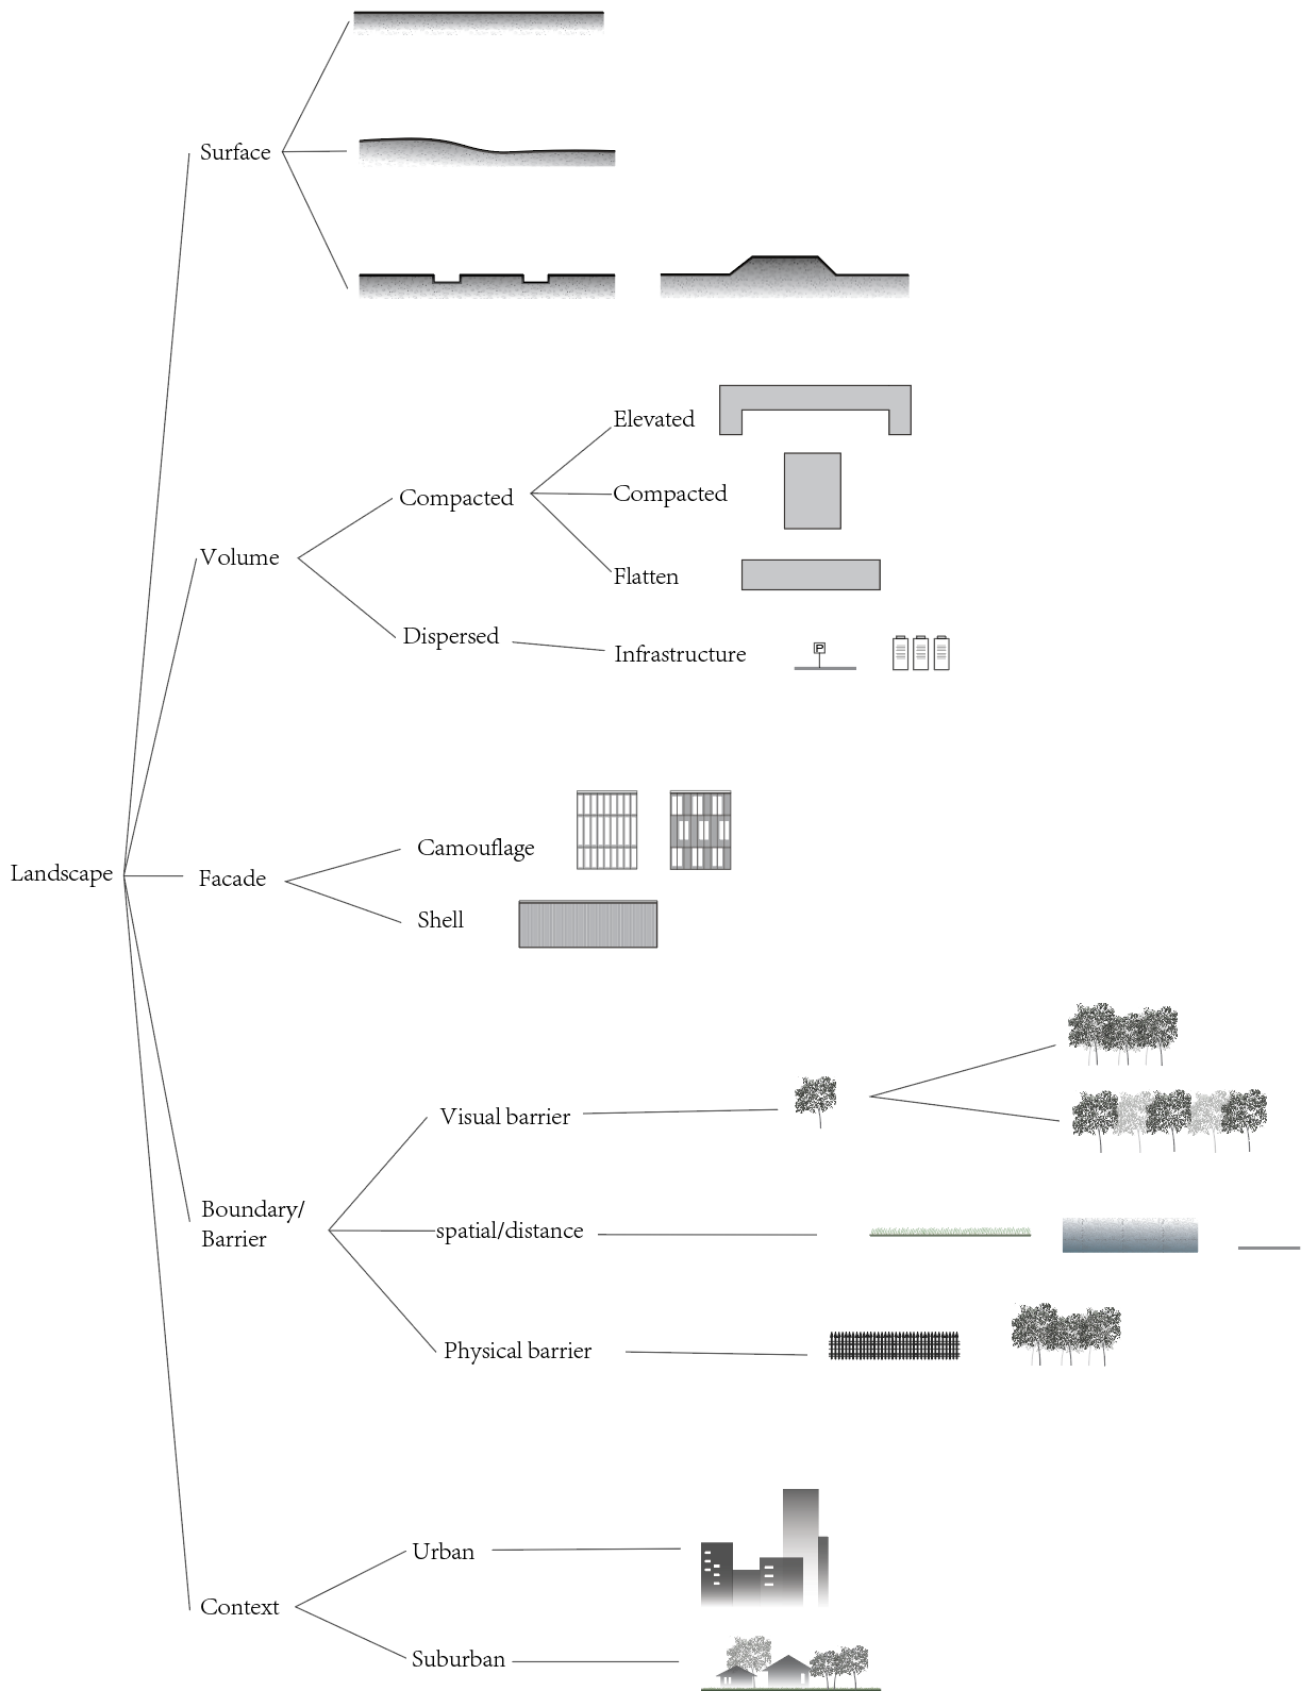 Surface
Elevated
Compacted
Compacted
Flatten
Volume
Dispersed
Infrastructure
P
Camouflage
Landscape
Facade
Shell
Visual barrier
Boundary/
Barrier
spatial/distance
Physical barrier
Urban
Context
Suburban